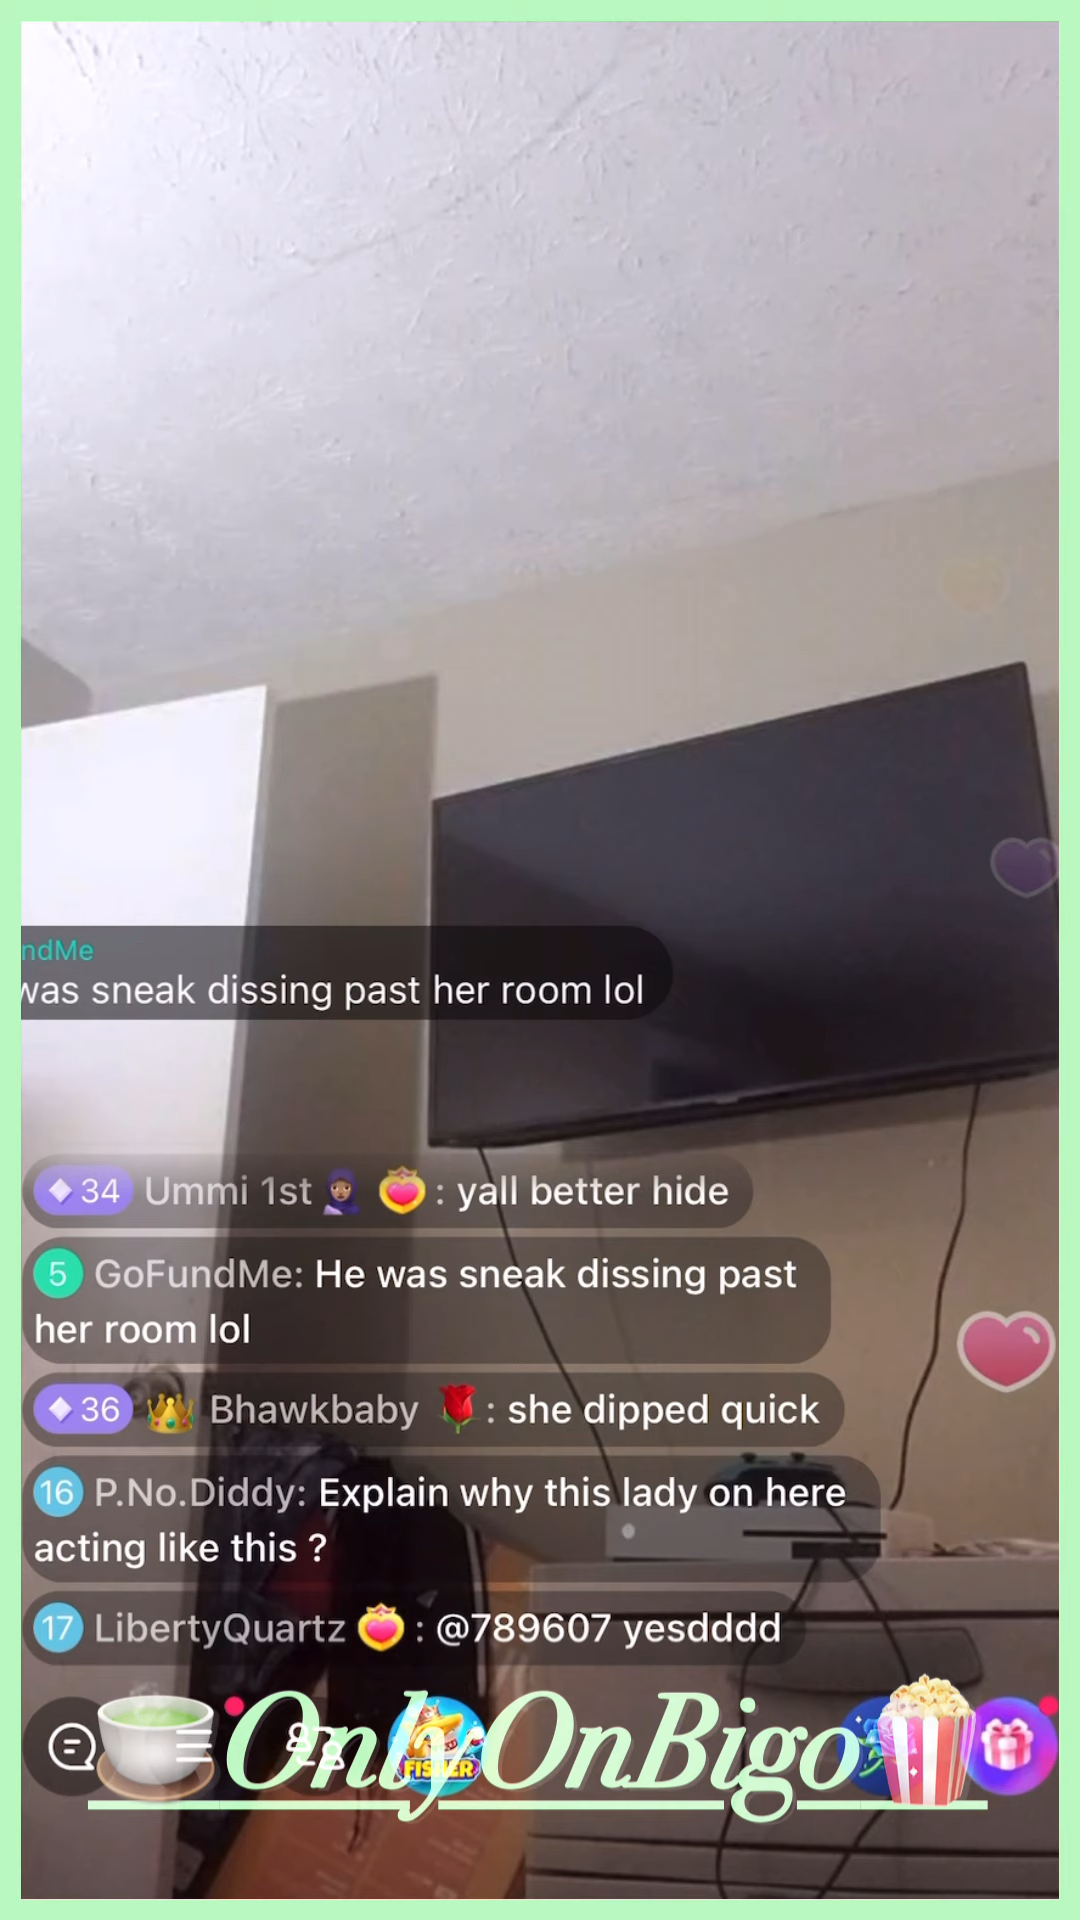 ndMe
was sneak dissing past her room lol
34 Ummi 1st🧕🏽 : yall better hide
5 GoFundMe: He was sneak dissing past
her room lol
36 👑 Bhawkbaby 🌹: she dipped quick
16 P.No.Diddy: Explain why this lady on here
acting like this ?
17 LibertyQuartz : @789607 yesdddd
🍵OnlyOnBigo🍿
FISHER